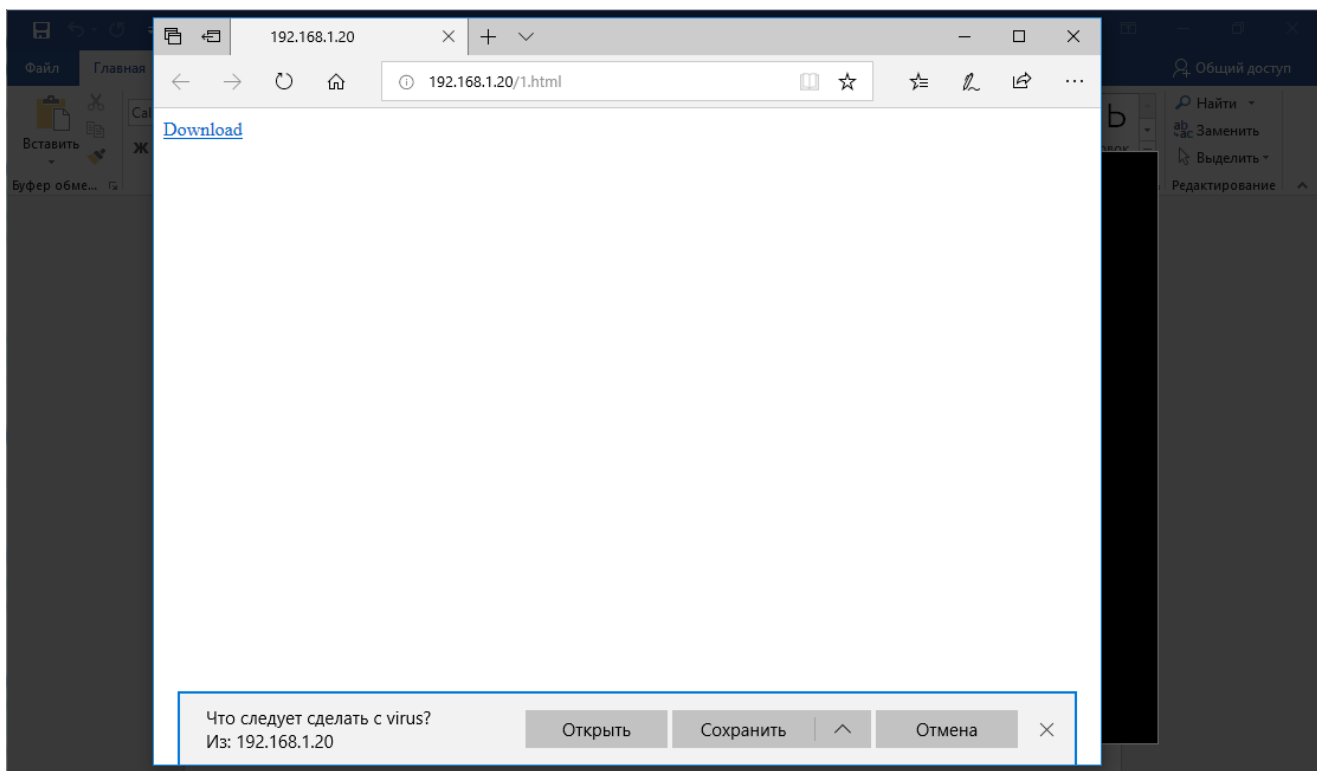 192.168.1.20
192.168.1.20/1.html
Download
Что следует сделать с virus?
Из: 192.168.1.20
Открыть
Сохранить
Отмена
Файл
Главная
Общий доступ
Вставить
Ж
Буфер обме...
Найти
Заменить
Выделить
Редактирование